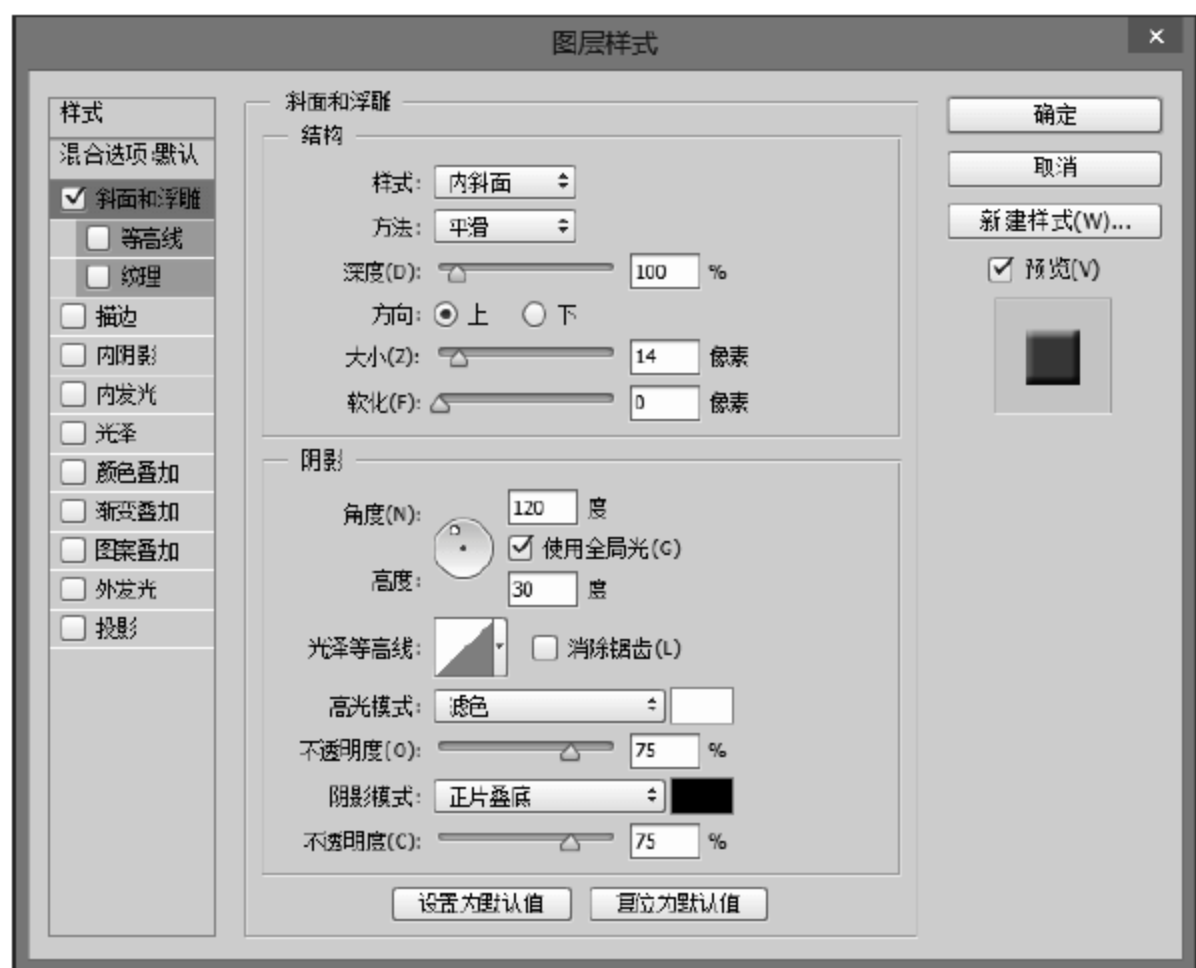 图层样式
样式
混合选项:默认
斜面和浮雕
等高线
纹理
描边
内阴影
内发光
光泽
颜色叠加
渐变叠加
图案叠加
外发光
投影
斜面和浮雕
结构
样式: 内斜面
方法: 平滑
深度(D): 100 %
方向: 上 下
大小(Z): 14 像素
软化(F): 0 像素
阴影
角度(N): 120 度
使用全局光(G)
高度: 30 度
光泽等高线: 消除锯齿(L)
高光模式: 滤色
不透明度(O): 75 %
阴影模式: 正片叠底
不透明度(C): 75 %
设置为默认值 复位为默认值
确定
取消
新建样式(W)...
预览(V)